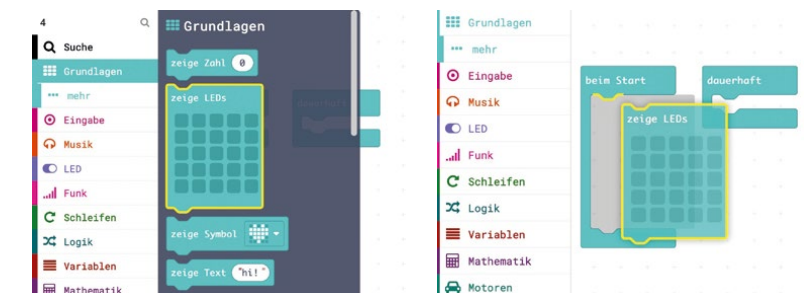 4
Suche
Grundlagen
mehr
Eingabe
Musik
LED
Funk
Schleifen
Logik
Variablen
Mathematik
Grundlagen
zeige Zahl 0
zeige LEDs
dauerhaft
zeige Symbol
zeige Text "hi!"
Grundlagen
mehr
Eingabe
Musik
LED
Funk
Schleifen
Logik
Variablen
Mathematik
Motoren
beim Start
dauerhaft
zeige LEDs